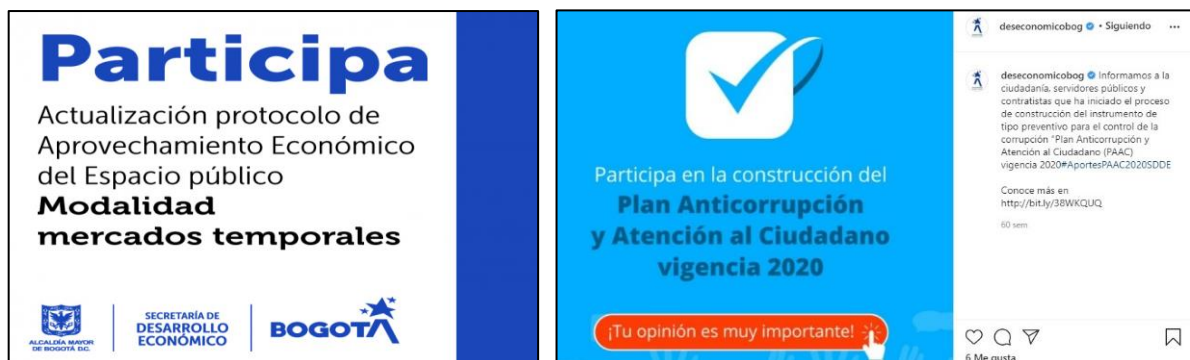 Participa
Actualización protocolo de
Aprovechamiento Económico
del Espacio público
Modalidad
mercados temporales
ALCALDÍA MAYOR
DE BOGOTÁ D.C.
SECRETARÍA DE
DESARROLLO
ECONÓMICO
BOGOTÁ
Participa en la construcción del
Plan Anticorrupción
y Atención al Ciudadano
vigencia 2020
¡Tu opinión es muy importante!
deseconomicobog • Siguiendo ...
deseconomicobog Informamos a la
ciudadanía, servidores públicos y
contratistas que ha iniciado el proceso
de construcción del instrumento de
tipo preventivo para el control de la
corrupción "Plan Anticorrupción y
Atención al Ciudadano (PAAC)
vigencia 2020#AportesPAAC2020SDDE
Conoce más en
http://bit.ly/38WKQUQ
60 sem
6 Me gusta